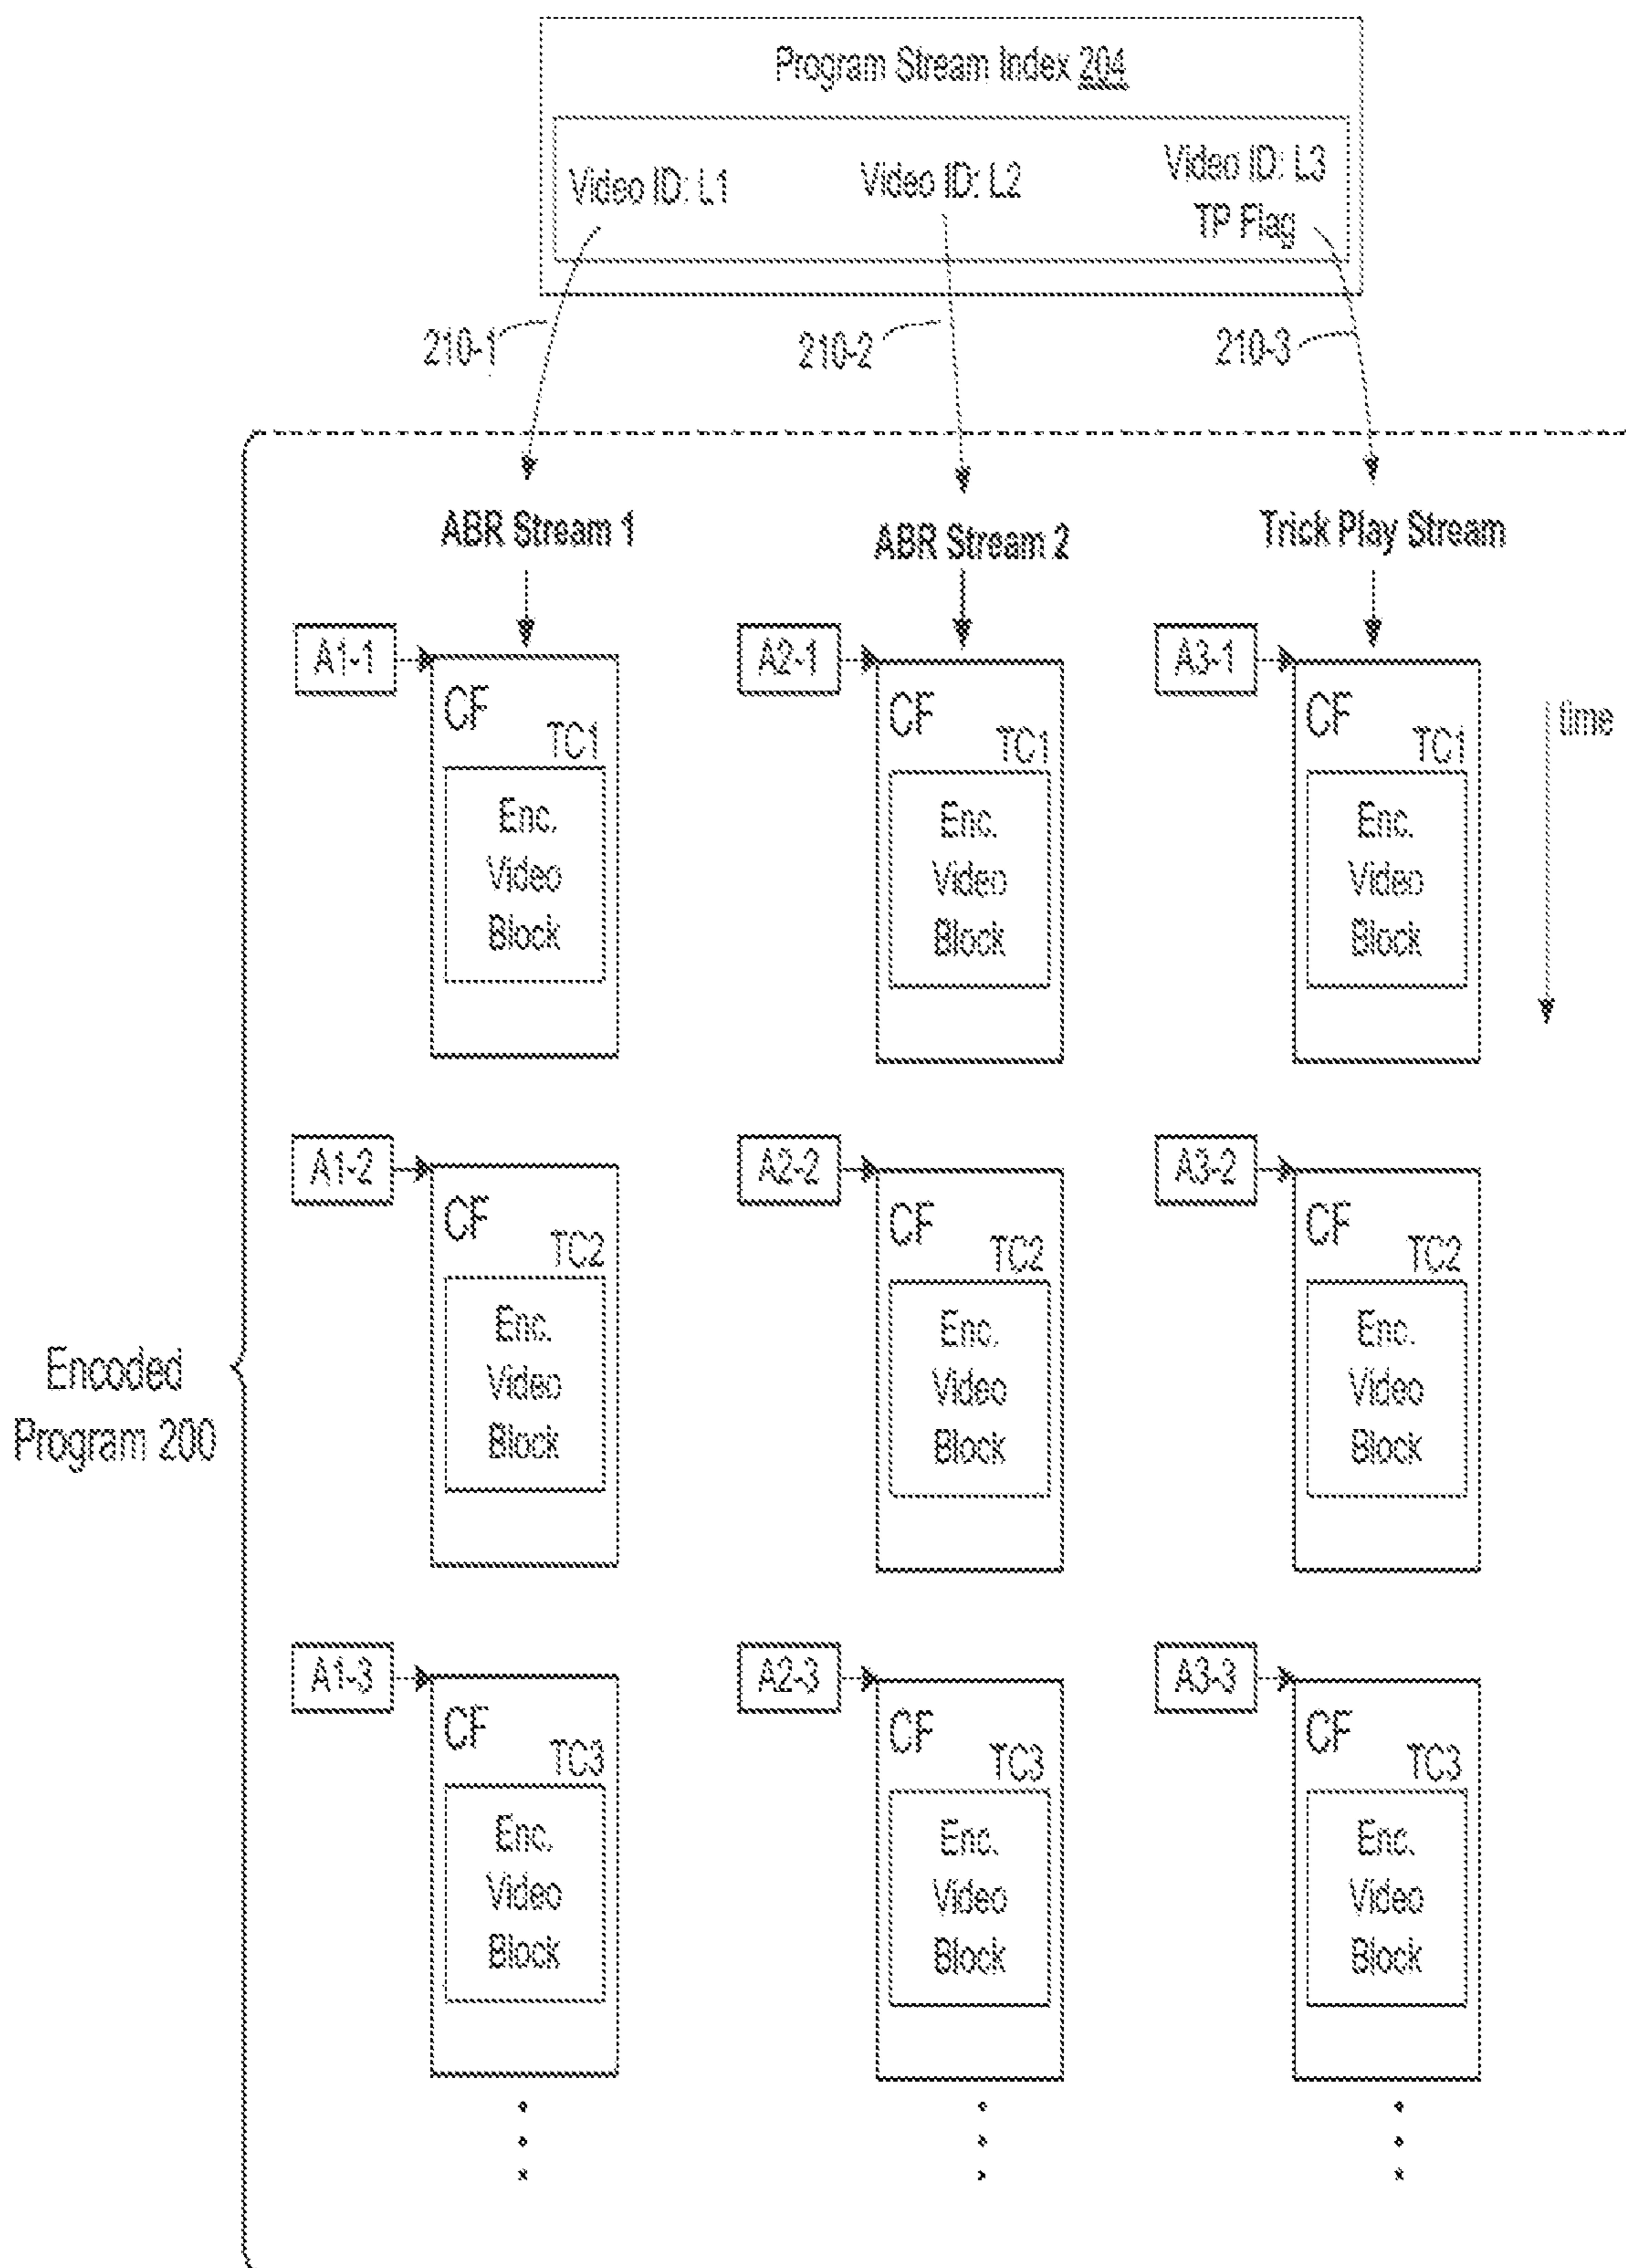 Program Stream Index 204
Video ID: L1
Video ID: L2
Video ID: L3
TP Flag
210-1
210-2
210-3
ABR Stream 1
ABR Stream 2
Trick Play Stream
A1-1
CF
TC1
Enc.
Video
Block
A2-1
CF
TC1
Enc.
Video
Block
A3-1
CF
TC1
Enc.
Video
Block
time
A1-2
CF
TC2
Enc.
Video
Block
A2-2
CF
TC2
Enc.
Video
Block
A3-2
CF
TC2
Enc.
Video
Block
Encoded
Program 200
A1-3
CF
TC3
Enc.
Video
Block
A2-3
CF
TC3
Enc.
Video
Block
A3-3
CF
TC3
Enc.
Video
Block